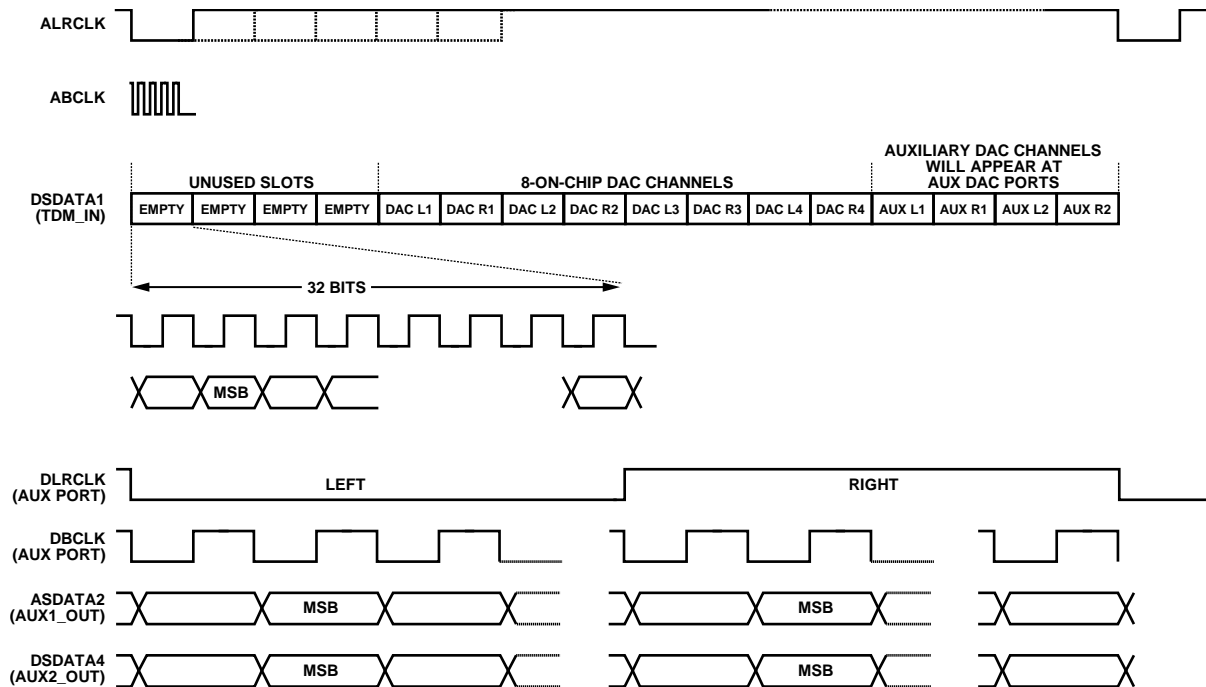 ALRCLK
ABCLK
AUXILIARY DAC CHANNELS
WILL APPEAR AT
AUX DAC PORTS
UNUSED SLOTS
8-ON-CHIP DAC CHANNELS
DSDATA1
(TDM_IN)
EMPTY EMPTY EMPTY EMPTY DAC L1 DAC R1 DAC L2 DAC R2 DAC L3 DAC R3 DAC L4 DAC R4 AUX L1 AUX R1 AUX L2 AUX R2
32 BITS
MSB
DLRCLK
(AUX PORT)
LEFT
RIGHT
DBCLK
(AUX PORT)
ASDATA2
(AUX1_OUT)
MSB
MSB
DSDATA4
(AUX2_OUT)
MSB
MSB